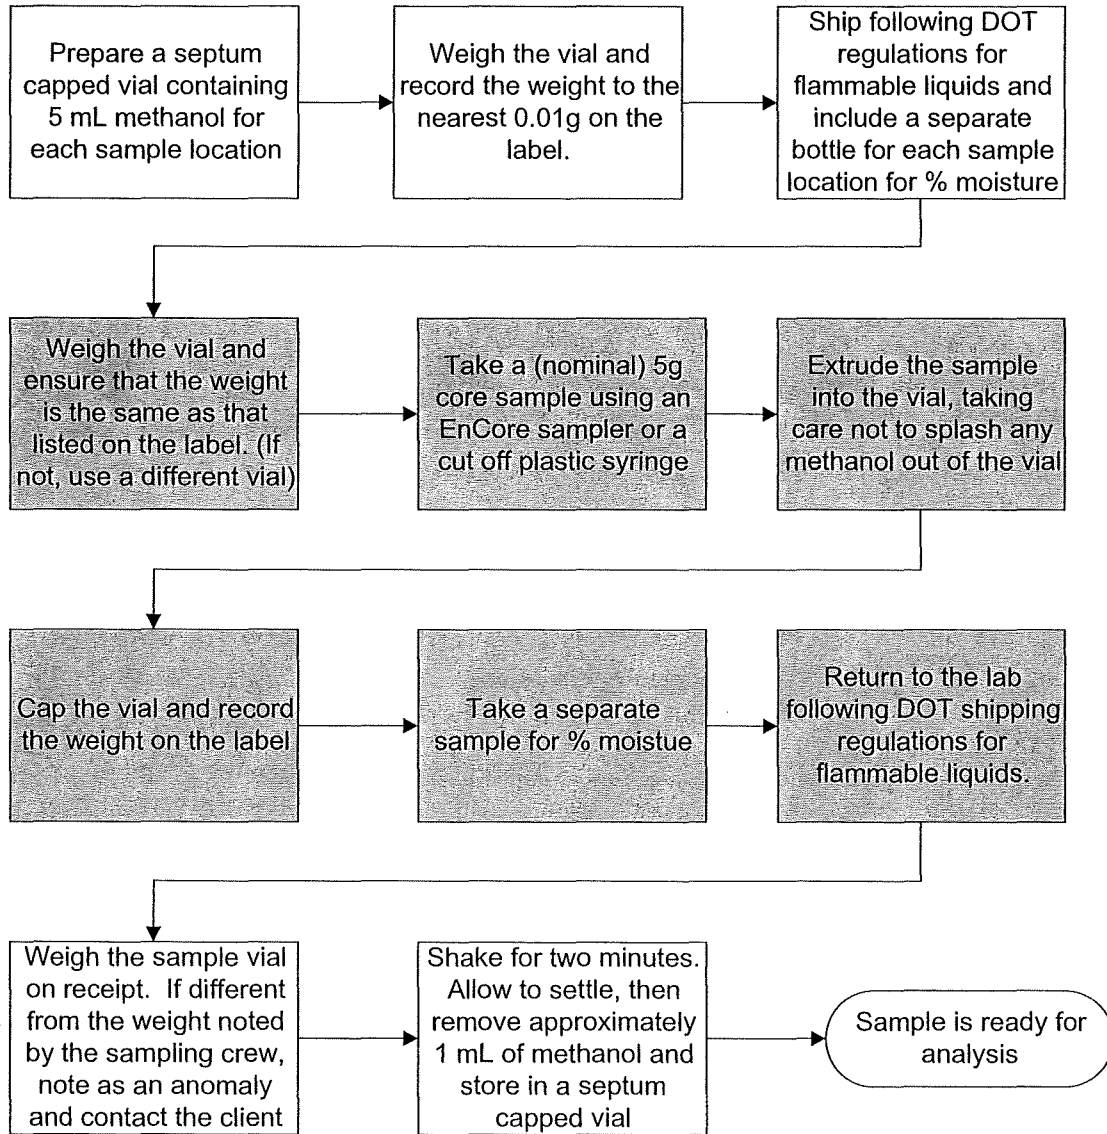 Prepare a septum
capped vial containing
5 mL methanol for
each sample location
Weigh the vial and
record the weight to the
nearest 0.01g on the
label.
Ship following DOT
regulations for
flammable liquids and
include a separate
bottle for each sample
location for % moisture
Weigh the vial and
ensure that the weight
is the same as that
listed on the label. (If
not, use a different vial)
Take a (nominal) 5g
core sample using an
EnCore sampler or a
cut off plastic syringe
Extrude the sample
into the vial, taking
care not to splash any
methanol out of the vial
Cap the vial and record
the weight on the label
Take a separate
sample for % moistue
Return to the lab
following DOT shipping
regulations for
flammable liquids.
Weigh the sample vial
on receipt. If different
from the weight noted
by the sampling crew,
note as an anomaly
and contact the client
Shake for two minutes.
Allow to settle, then
remove approximately
1 mL of methanol and
store in a septum
capped vial
Sample is ready for
analysis